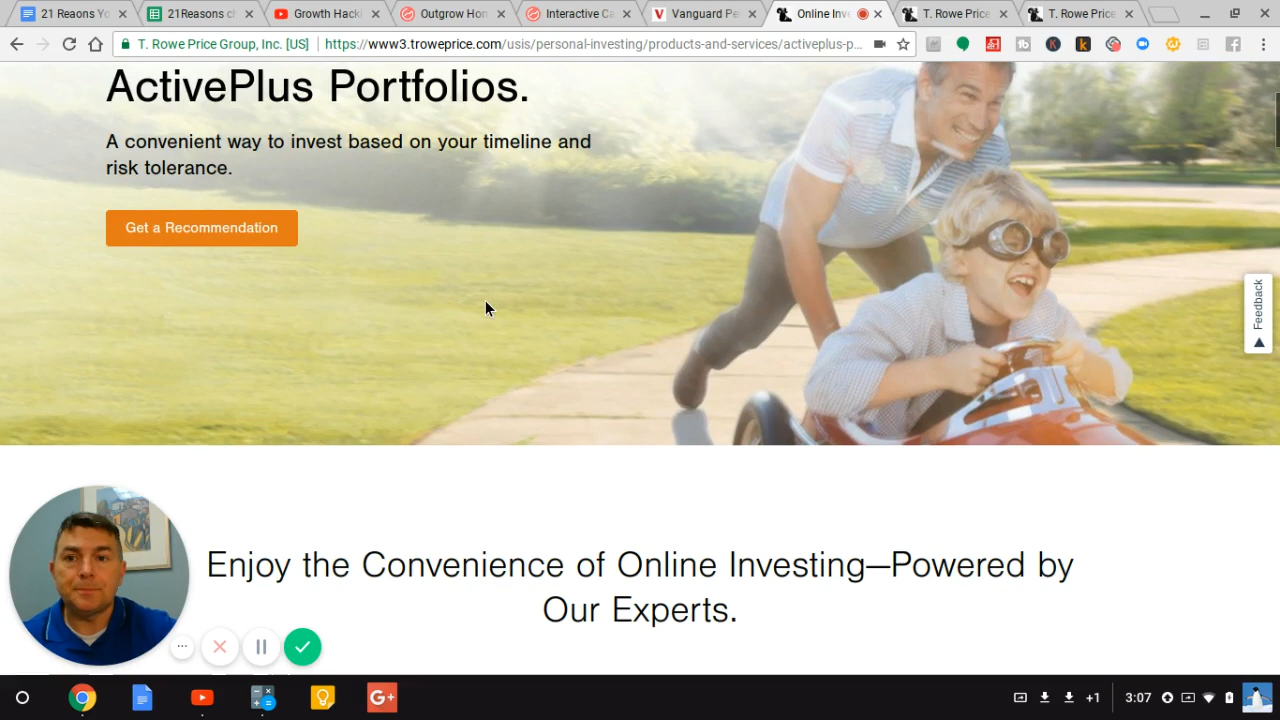 21 Reaons Yo
21Reasons c
Growth Hack
Outgrow Hom
Interactive Ca
Vanguard Pe
Online Inv
T. Rowe Price
T. Rowe Price
T. Rowe Price Group, Inc. [US]
https://www3.troweprice.com/usis/personal-investing/products-and-services/activeplus-p...
ActivePlus Portfolios.
A convenient way to invest based on your timeline and
risk tolerance.
Get a Recommendation
Feedback
Enjoy the Convenience of Online Investing—Powered by
Our Experts.
+1
3:07